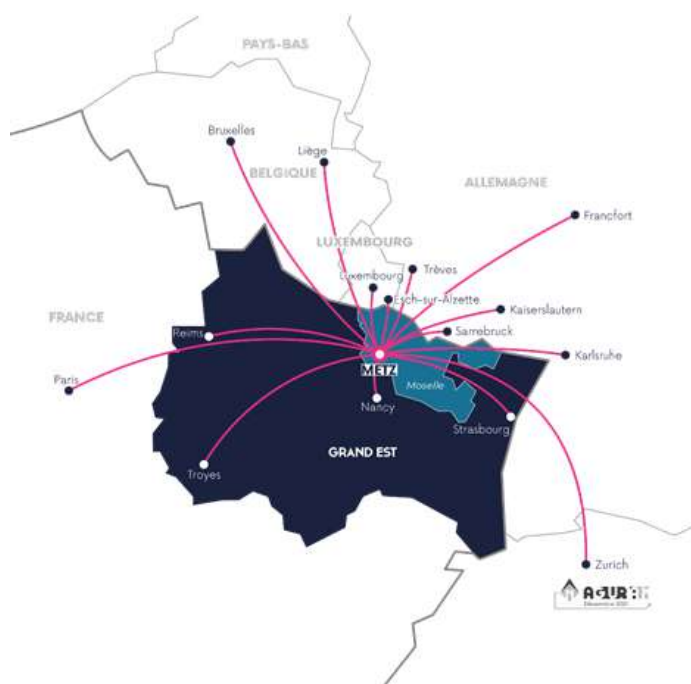 PAYS-BAS
Bruxelles
Liège
BELGIQUE
ALLEMAGNE
Francfort
LUXEMBOURG
Trèves
Luxembourg
Esch-sur-Alzette
Kaiserslautern
FRANCE
Reims
Sarrebruck
Karlsruhe
METZ
Paris
Moselle
Nancy
Strasbourg
GRAND EST
Troyes
Zurich